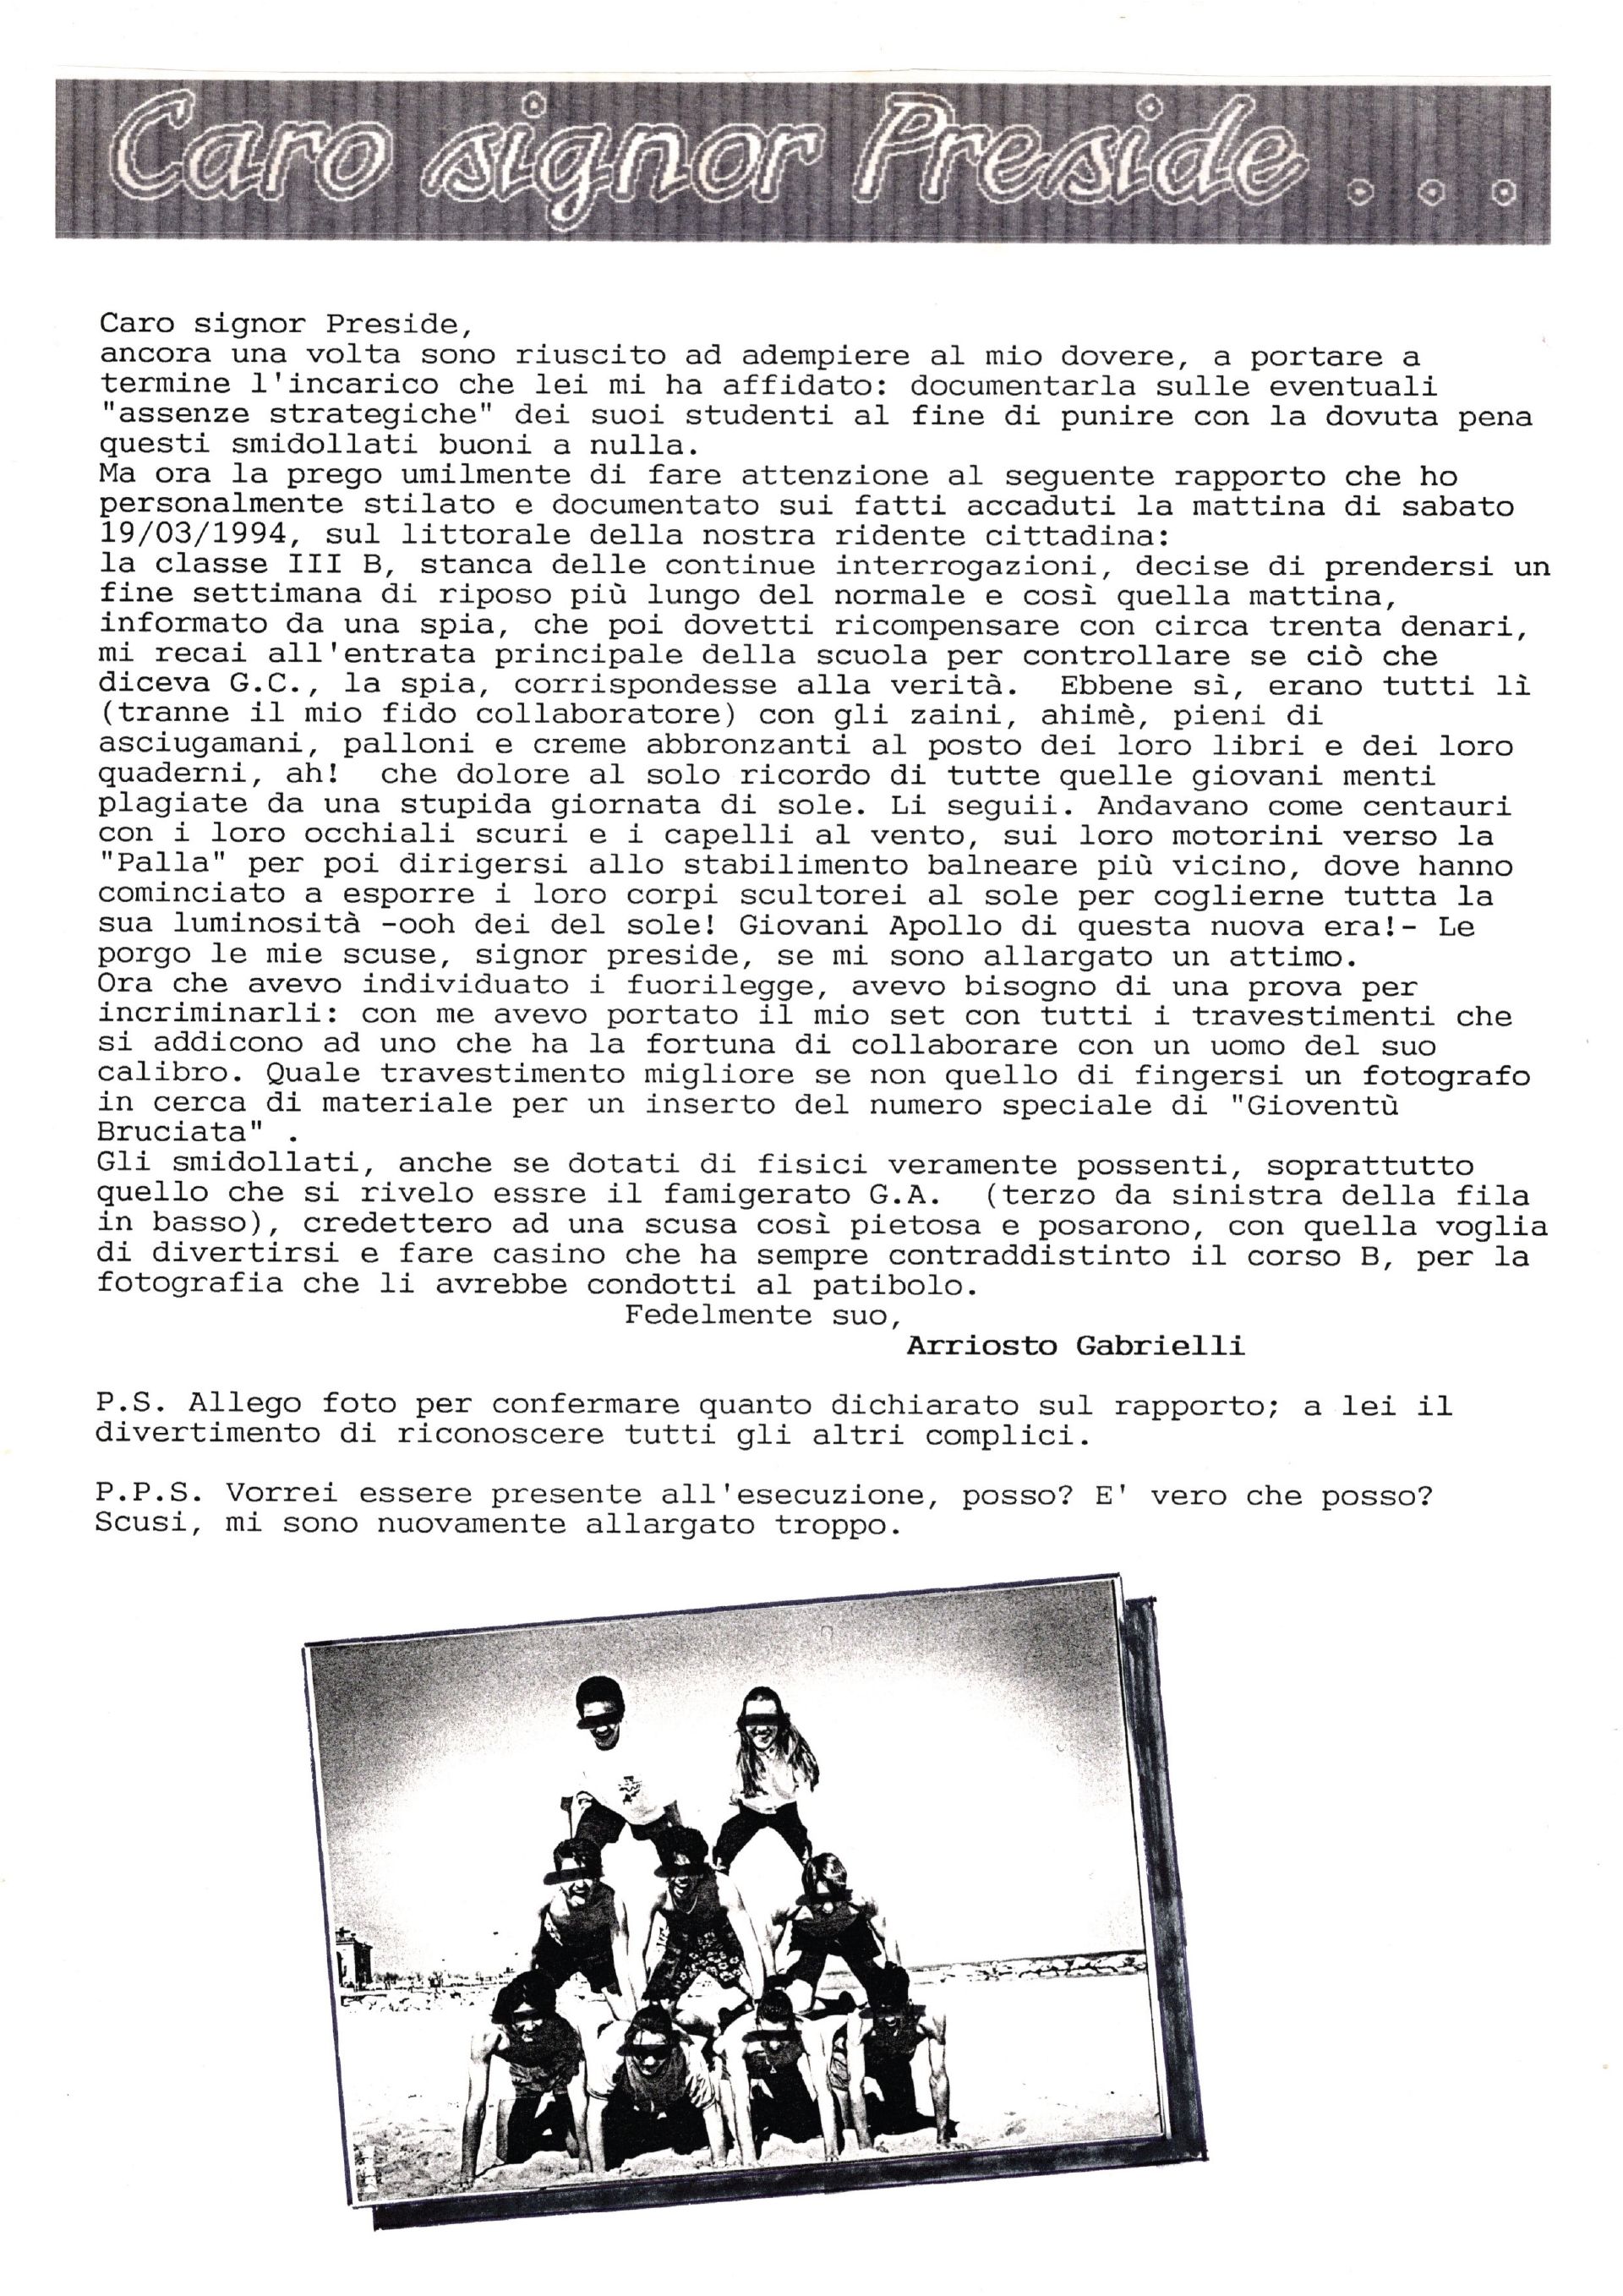 Caro signor Preside . . .
Caro signor Preside,
ancora una volta sono riuscito ad adempiere al mio dovere, a portare a
termine l'incarico che lei mi ha affidato: documentarla sulle eventuali
"assenze strategiche" dei suoi studenti al fine di punire con la dovuta pena
questi smidollati buoni a nulla.
Ma ora la prego umilmente di fare attenzione al seguente rapporto che ho
personalmente stilato e documentato sui fatti accaduti la mattina di sabato
19/03/1994, sul littorale della nostra ridente cittadina:
la classe III B, stanca delle continue interrogazioni, decise di prendersi un
fine settimana di riposo più lungo del normale e così quella mattina,
informato da una spia, che poi dovetti ricompensare con circa trenta denari,
mi recai all'entrata principale della scuola per controllare se ciò che
diceva G.C., la spia, corrispondesse alla verità.  Ebbene sì, erano tutti lì
(tranne il mio fido collaboratore) con gli zaini, ahimè, pieni di
asciugamani, palloni e creme abbronzanti al posto dei loro libri e dei loro
quaderni, ah!  che dolore al solo ricordo di tutte quelle giovani menti
plagiate da una stupida giornata di sole. Li seguii. Andavano come centauri
con i loro occhiali scuri e i capelli al vento, sui loro motorini verso la
"Palla" per poi dirigersi allo stabilimento balneare più vicino, dove hanno
cominciato a esporre i loro corpi scultorei al sole per coglierne tutta la
sua luminosità -ooh dei del sole! Giovani Apollo di questa nuova era!- Le
porgo le mie scuse, signor preside, se mi sono allargato un attimo.
Ora che avevo individuato i fuorilegge, avevo bisogno di una prova per
incriminarli: con me avevo portato il mio set con tutti i travestimenti che
si addicono ad uno che ha la fortuna di collaborare con un uomo del suo
calibro. Quale travestimento migliore se non quello di fingersi un fotografo
in cerca di materiale per un inserto del numero speciale di "Gioventù
Bruciata" .
Gli smidollati, anche se dotati di fisici veramente possenti, soprattutto
quello che si rivelo essre il famigerato G.A.  (terzo da sinistra della fila
in basso), credettero ad una scusa così pietosa e posarono, con quella voglia
di divertirsi e fare casino che ha sempre contraddistinto il corso B, per la
fotografia che li avrebbe condotti al patibolo.
Fedelmente suo,
Arriosto Gabrielli
P.S. Allego foto per confermare quanto dichiarato sul rapporto; a lei il
divertimento di riconoscere tutti gli altri complici.
P.P.S. Vorrei essere presente all'esecuzione, posso? E' vero che posso?
Scusi, mi sono nuovamente allargato troppo.